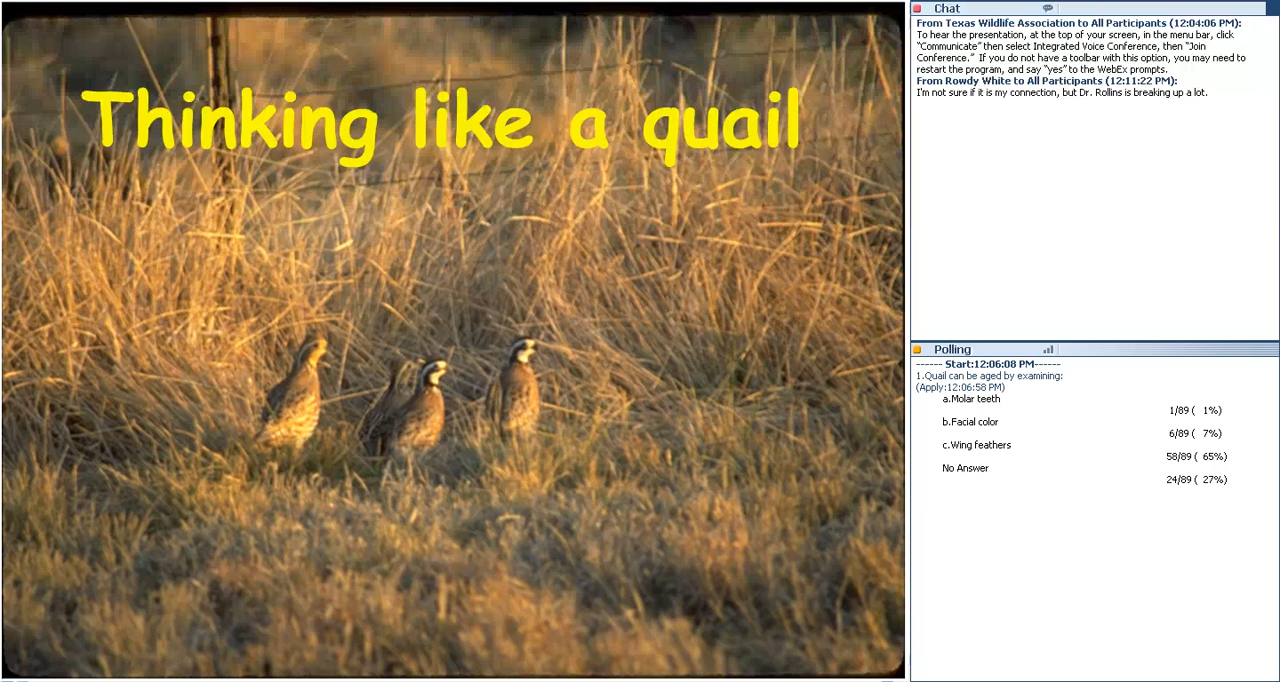 Thinking like a quail
Chat
From Texas Wildlife Association to All Participants (12:04:06 PM):
To hear the presentation, at the top of your screen, in the menu bar, click
"Communicate" then select Integrated Voice Conference, then "Join
Conference."  If you do not have a toolbar with this option, you may need to
restart the program, and say "yes" to the WebEx prompts.
From Rowdy White to All Participants (12:11:22 PM):
I'm not sure if it is my connection, but Dr. Rollins is breaking up a lot.
Polling
------ Start:12:06:08 PM------
1.Quail can be aged by examining:
(Apply:12:06:58 PM)
a.Molar teeth
1/89 (  1%)
b.Facial color
6/89 (  7%)
c.Wing feathers
58/89 (  65%)
No Answer
24/89 (  27%)